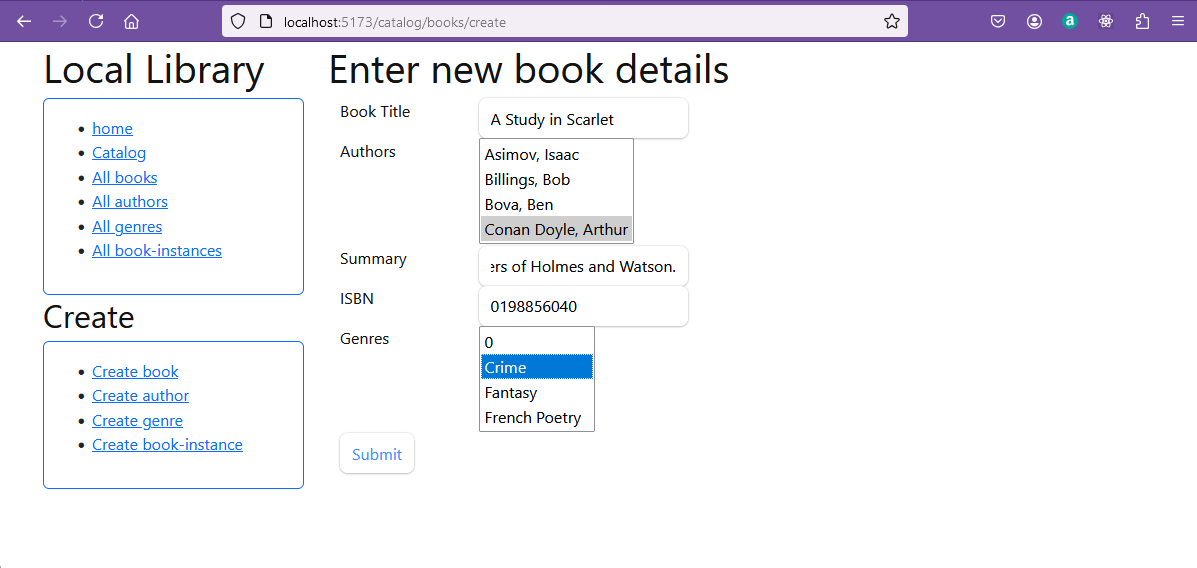 localhost:5173/catalog/books/create
a
Local Library
home
Catalog
All books
All authors
All genres
All book-instances
Create
Create book
Create author
Create genre
Create book-instance
Enter new book details
Book Title A Study in Scarlet
Authors
Asimov, Isaac
Billings, Bob
Bova, Ben
Conan Doyle, Arthur
Summary ers of Holmes and Watson.
ISBN 0198856040
Genres
0
Crime
Fantasy
French Poetry
Submit